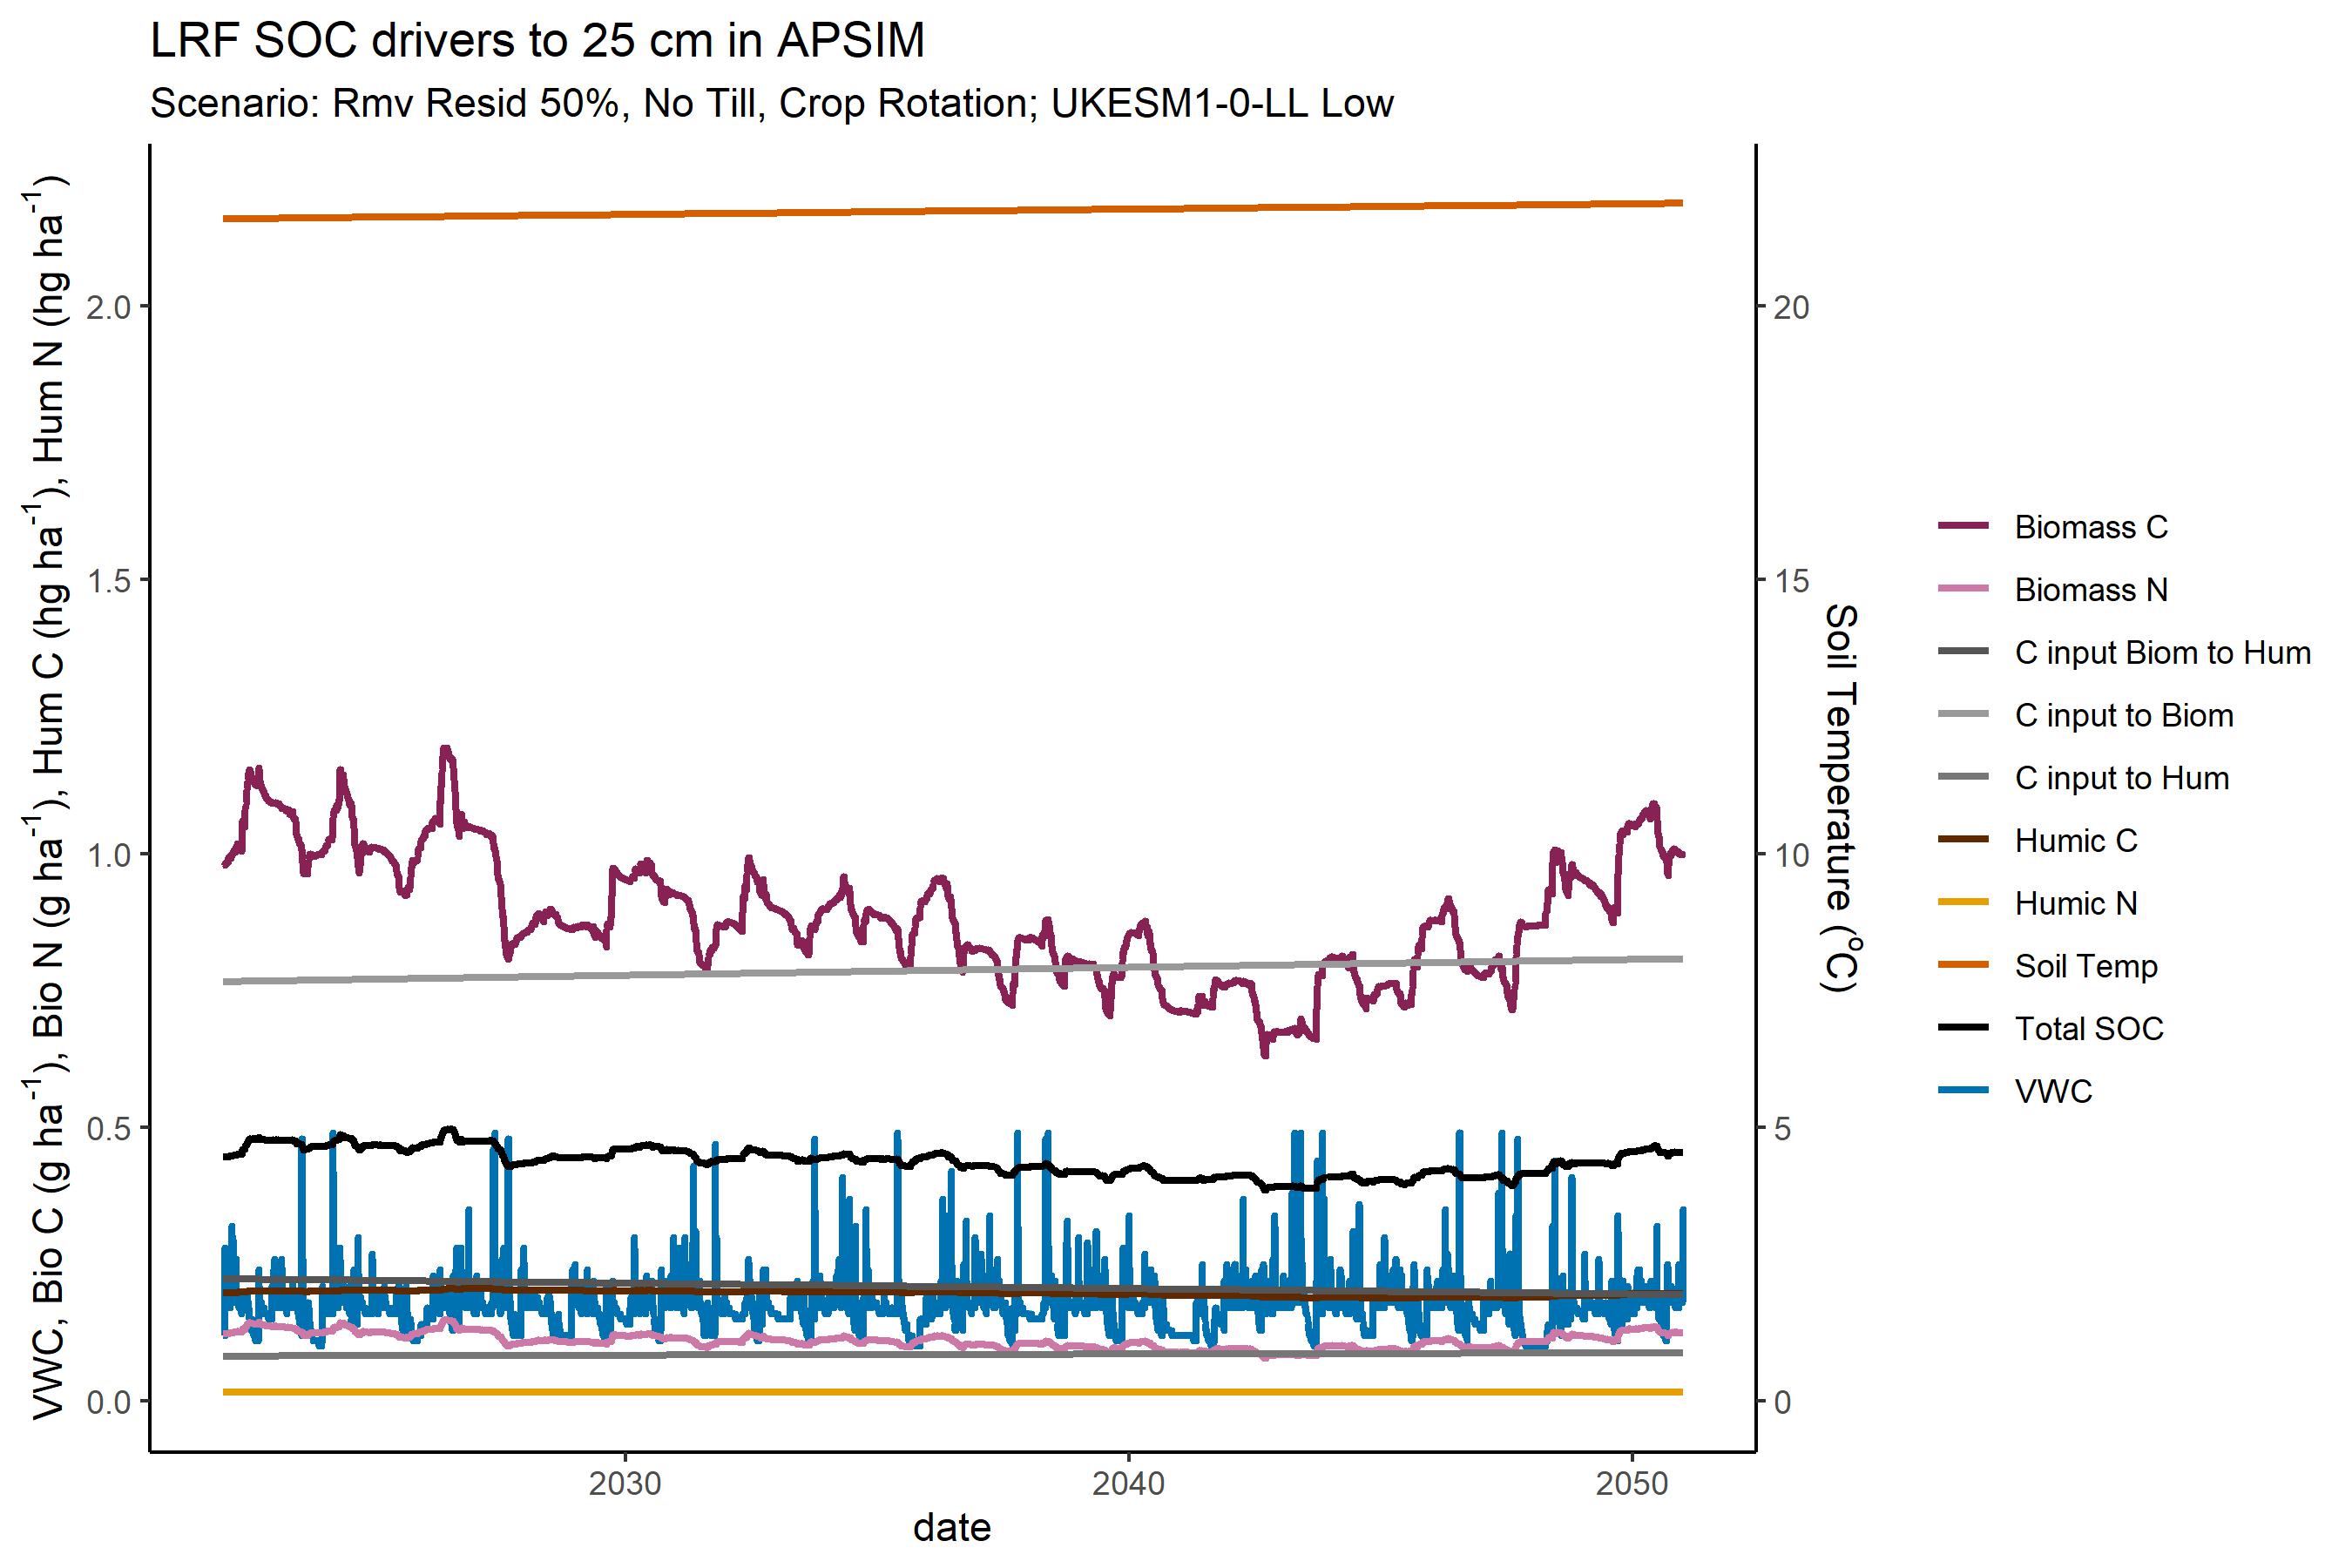 LRF SOC drivers to 25 cm in APSIM
Scenario: Rmv Resid 50%, No Till, Crop Rotation; UKESM1-0-LL Low
VWC, Bio C (g ha⁻¹), Bio N (g ha⁻¹), Hum C (hg ha⁻¹), Hum N (hg ha⁻¹)
2.0
1.5
1.0
0.5
0.0
20
15
10
5
0
Soil Temperature (°C)
2030
2040
2050
date
Biomass C
Biomass N
C input Biom to Hum
C input to Biom
C input to Hum
Humic C
Humic N
Soil Temp
Total SOC
VWC